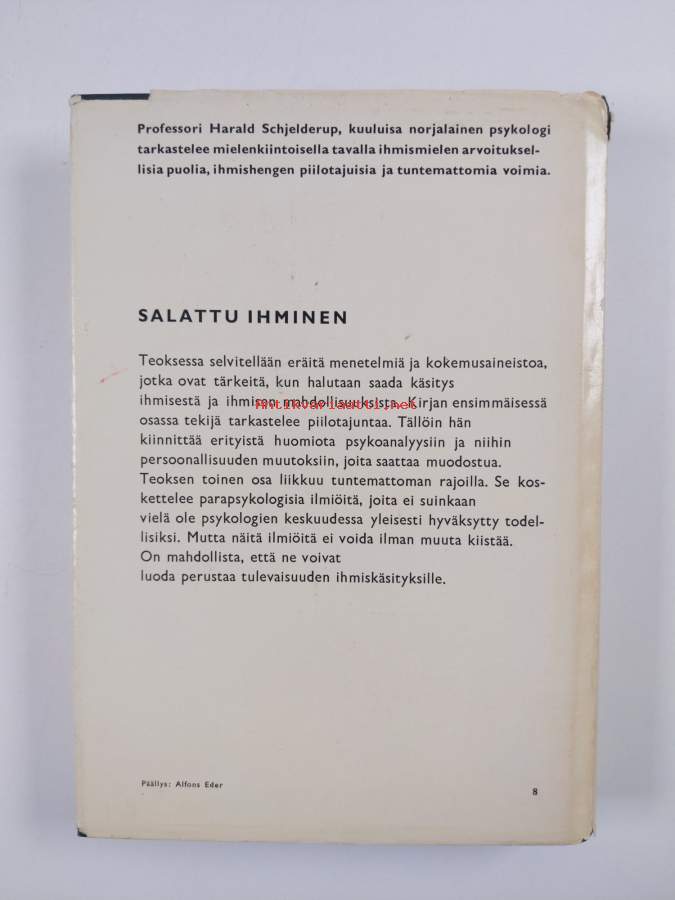 Professori Harald Schjelderup, kuuluisa norjalainen psykologi
tarkastelee mielenkiintoisella tavalla ihmismielen arvoituksel-
lisia puolia, ihmishengen piilotajuisia ja tuntemattomia voimia.
SALATTU IHMINEN
Teoksessa selvitellään eräitä menetelmiä ja kokemusaineistoa,
jotka ovat tärkeitä, kun halutaan saada käsitys
ihmisestä ja ihmisen mahdollisuuksista. Kirjan ensimmäisessä
Antikvariaatti.net
osassa tekijä tarkastelee piilotajuntaa. Tällöin hän
kiinnittää erityistä huomiota psykoanalyysiin ja niihin
persoonallisuuden muutoksiin, joita saattaa muodostua.
Teoksen toinen osa liikkuu tuntemattoman rajoilla. Se kos-
kettelee parapsykologisia ilmiöitä, joita ei suinkaan
vielä ole psykologien keskuudessa yleisesti hyväksytty todel-
lisiksi. Mutta näitä ilmiöitä ei voida ilman muuta kiistää.
On mahdollista, että ne voivat
luoda perustaa tulevaisuuden ihmiskäsityksille.
Päällys: Alfons Eder
8